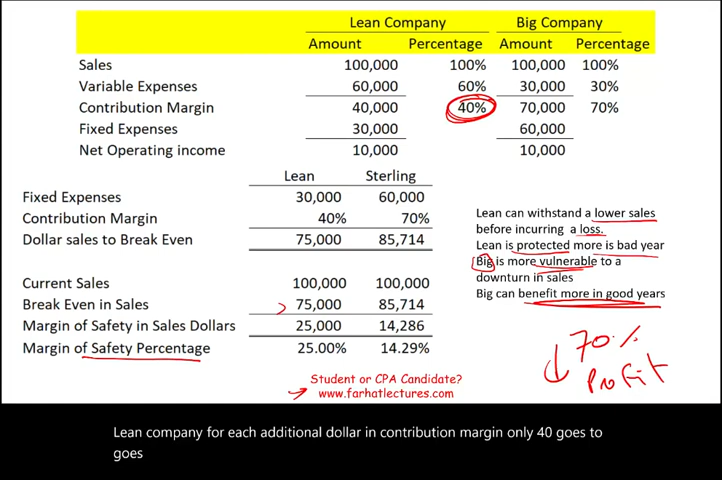 Lean Company Big Company
Amount Percentage Amount Percentage
Sales 100,000 100% 100,000 100%
Variable Expenses 60,000 60% 30,000 30%
Contribution Margin 40,000 40% 70,000 70%
Fixed Expenses 30,000 60,000
Net Operating income 10,000 10,000
Lean Sterling
Fixed Expenses 30,000 60,000
Contribution Margin 40% 70%
Dollar sales to Break Even 75,000 85,714
Current Sales 100,000 100,000
Break Even in Sales 75,000 85,714
Margin of Safety in Sales Dollars 25,000 14,286
Margin of Safety Percentage 25.00% 14.29%
Lean can withstand a lower sales
before incurring a loss.
Lean is protected more is bad year
Big is more vulnerable to a
downturn in sales
Big can benefit more in good years
70%
Profit
Student or CPA Candidate?
www.farhatlectures.com
Lean company for each additional dollar in contribution margin only 40 goes to
goes